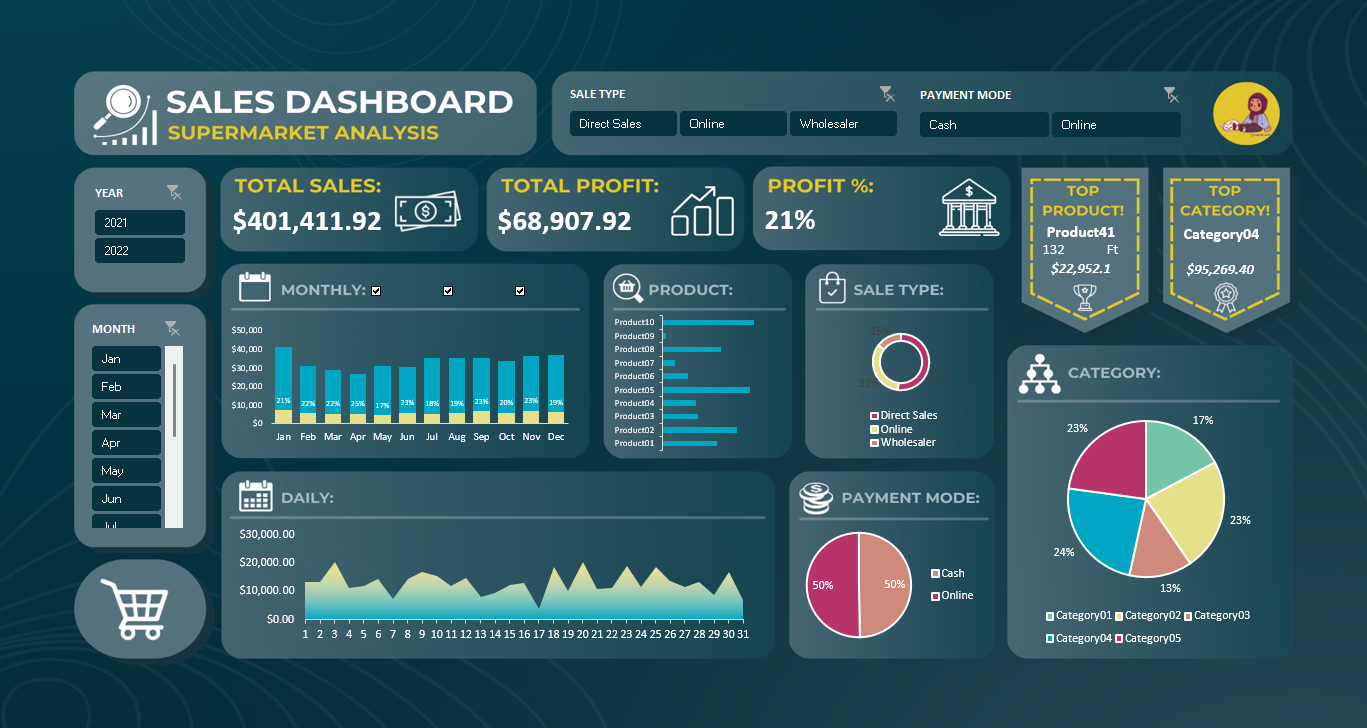 SALES DASHBOARD
SUPERMARKET ANALYSIS
SALE TYPE
Direct Sales
Online
Wholesaler
PAYMENT MODE
Cash
Online
YEAR
2021
2022
TOTAL SALES:
$401,411.92
TOTAL PROFIT:
$68,907.92
PROFIT %:
21%
TOP
PRODUCT!
Product41
132 Ft
$22,952.1
TOP
CATEGORY!
Category04
$95,269.40
MONTH
Jan
Feb
Mar
Apr
May
Jun
Jul
MONTHLY:
$50,000
$40,000
$30,000
$20,000
$10,000
$0
21% 22% 22% 25% 17% 23% 18% 19% 23% 20% 23% 19%
Jan Feb Mar Apr May Jun Jul Aug Sep Oct Nov Dec
PRODUCT:
Product10
Product09
Product08
Product07
Product06
Product05
Product04
Product03
Product02
Product01
SALE TYPE:
15%
33%
Direct Sales
Online
Wholesaler
CATEGORY:
17%
23%
13%
24%
23%
Category01 Category02 Category03
Category04 Category05
DAILY:
$30,000.00
$20,000.00
$10,000.00
$0.00
1 2 3 4 5 6 7 8 9 10 11 12 13 14 15 16 17 18 19 20 21 22 23 24 25 26 27 28 29 30 31
PAYMENT MODE:
50%
50%
Cash
Online